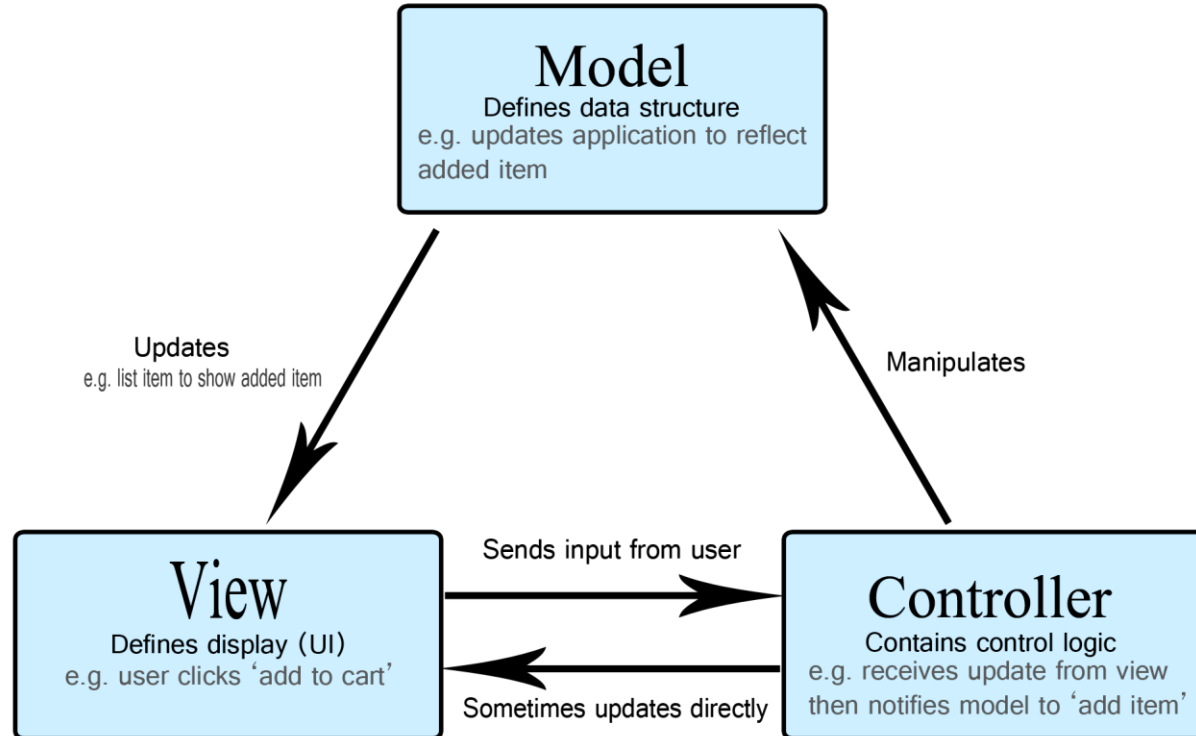 Model
Defines data structure
e.g. updates application to reflect
added item
Updates
e.g. list item to show added item
Manipulates
Sends input from user
View
Defines display (UI)
e.g. user clicks ‘add to cart’
Controller
Contains control logic
e.g. receives update from view
then notifies model to ‘add item’
Sometimes updates directly